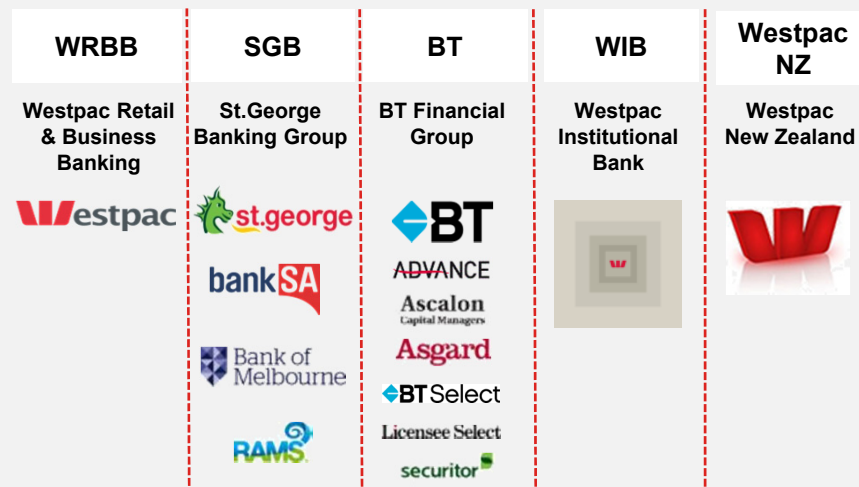 WRBB
SGB
BT
WIB
Westpac
NZ
Westpac Retail
& Business
Banking
St.George
Banking Group
BT Financial
Group
Westpac
Institutional
Bank
Westpac
New Zealand
Westpac
st.george
bankSA
Bank of
Melbourne
RAMS
BT
ADVANCE
Ascalon
Capital Managers
Asgard
BT Select
Licensee Select
securitor
W
W